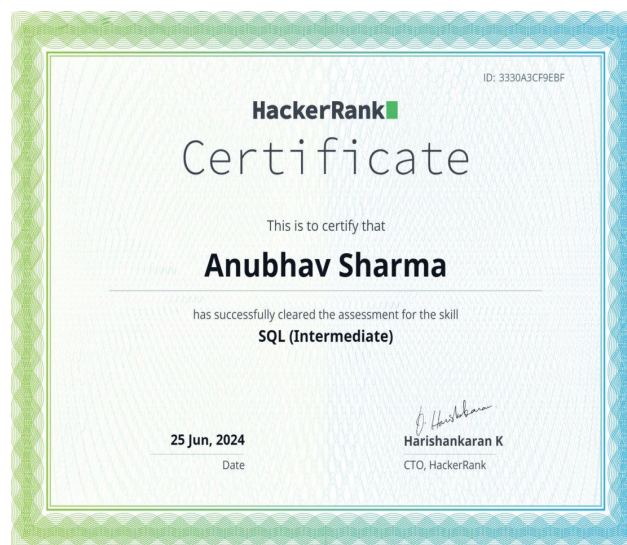 ID: 3330A3CF9EBF
HackerRank
Certificate
This is to certify that
Anubhav Sharma
has successfully cleared the assessment for the skill
SQL (Intermediate)
25 Jun, 2024
Date
Harishankaran K
CTO, HackerRank